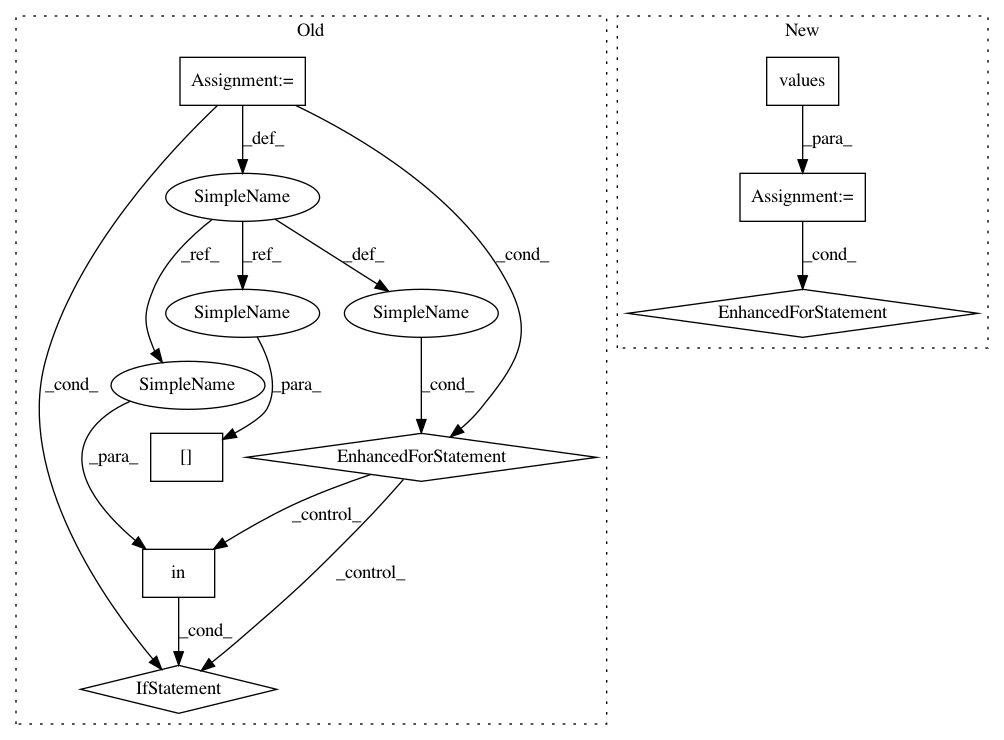 Old
New
Assignment:=
values
_def_
_para_
SimpleName
Assignment:=
_ref_
_ref_
_def_
_cond_
_cond_
SimpleName
SimpleName
EnhancedForStatement
SimpleName
_cond_
_para_
_cond_
_para_
[]
EnhancedForStatement
_control_
in
_control_
_cond_
IfStatement